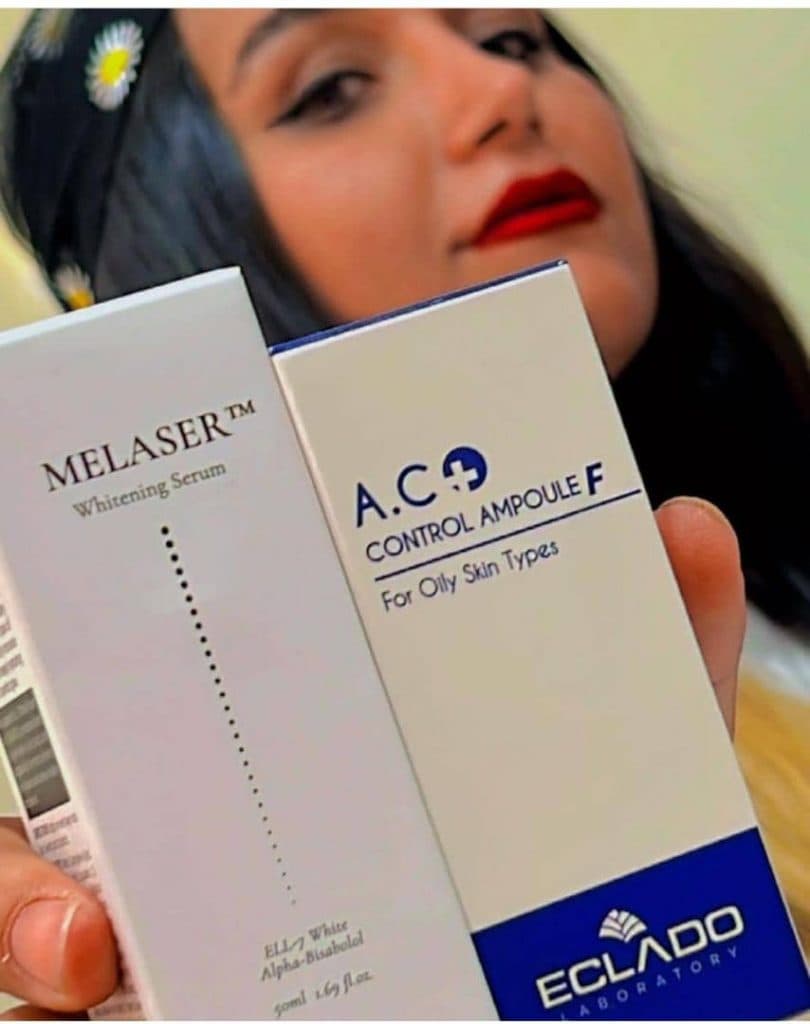 MELASER™
Whitening Serum
ELL-7 White
Alpha-Bisabolol
50ml 1.69 fl.oz.
A.C
CONTROL AMPOULE F
For Oily Skin Types
ECLADO
LABORATORY